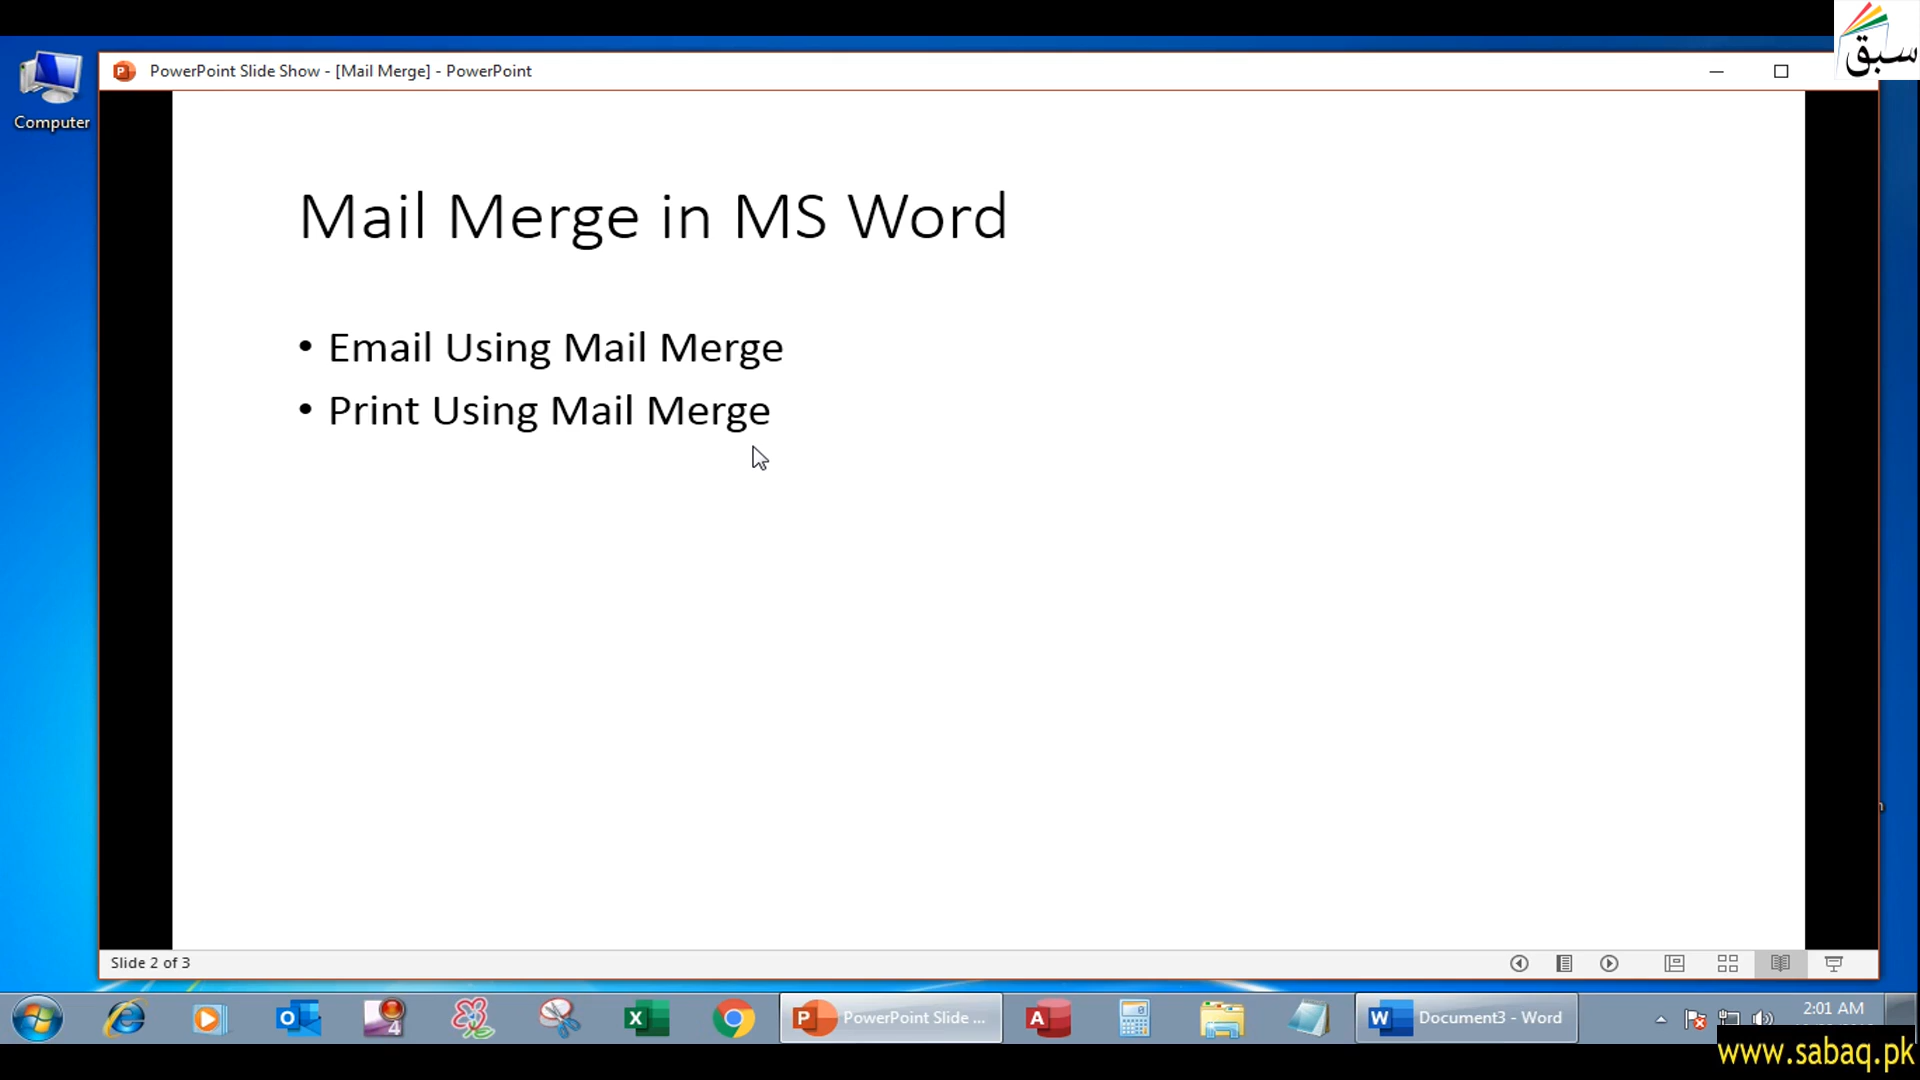 سبق
PowerPoint Slide Show - [Mail Merge] - PowerPoint
Computer
Mail Merge in MS Word
• Email Using Mail Merge
• Print Using Mail Merge
Slide 2 of 3
4
PowerPoint Slide ...
Document3 - Word
2:01 AM
www.sabaq.pk